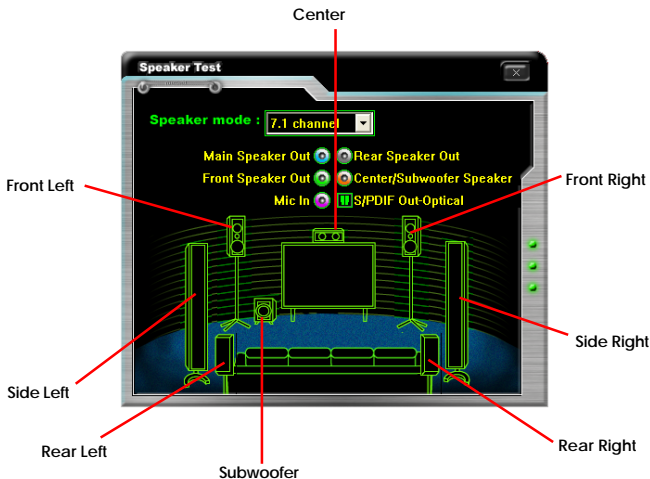 Center
Speaker Test
Speaker mode : 7.1 channel
Main Speaker Out Rear Speaker Out
Front Speaker Out Center/Subwoofer Speaker
Mic In S/PDIF Out-Optical
Front Left
Front Right
Side Right
Side Left
Rear Left
Rear Right
Subwoofer